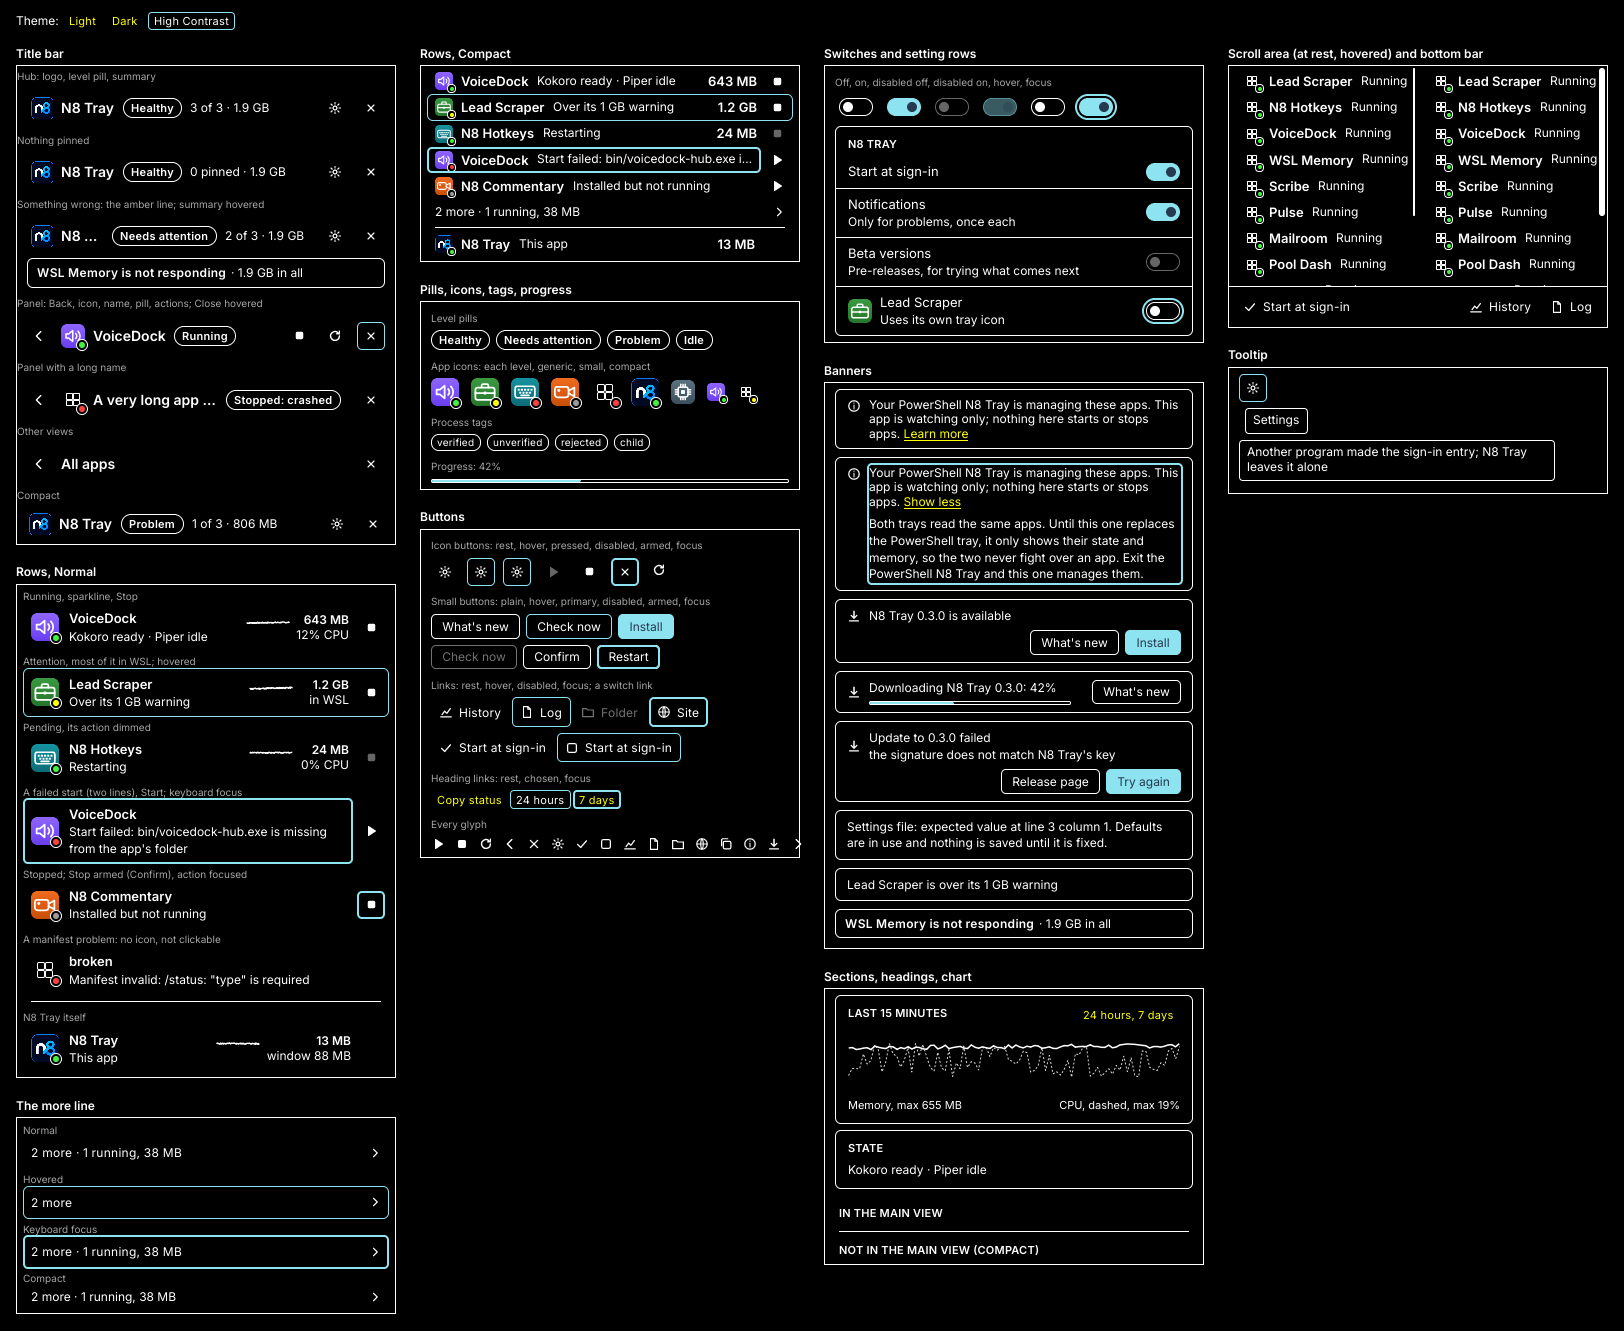 Theme: Light Dark High Contrast
Title bar
Hub: logo, level pill, summary
N8 Tray Healthy 3 of 3 · 1.9 GB
Nothing pinned
N8 Tray Healthy 0 pinned · 1.9 GB
Something wrong: the amber line; summary hovered
N8 ... Needs attention 2 of 3 · 1.9 GB
WSL Memory is not responding · 1.9 GB in all
Panel: Back, icon, name, pill, actions; Close hovered
VoiceDock Running
Panel with a long name
A very long app ... Stopped: crashed
Other views
All apps
Compact
N8 Tray Problem 1 of 3 · 806 MB
Rows, Normal
Running, sparkline, Stop
VoiceDock 643 MB
Kokoro ready · Piper idle 12% CPU
Attention, most of it in WSL; hovered
Lead Scraper 1.2 GB
Over its 1 GB warning in WSL
Pending, its action dimmed
N8 Hotkeys 24 MB
Restarting 0% CPU
A failed start (two lines), Start; keyboard focus
VoiceDock
Start failed: bin/voicedock-hub.exe is missing
from the app's folder
Stopped; Stop armed (Confirm), action focused
N8 Commentary
Installed but not running
A manifest problem: no icon, not clickable
broken
Manifest invalid: /status: "type" is required
N8 Tray itself
N8 Tray 13 MB
This app window 88 MB
The more line
Normal
2 more · 1 running, 38 MB
Hovered
2 more
Keyboard focus
2 more · 1 running, 38 MB
Compact
2 more · 1 running, 38 MB
Rows, Compact
VoiceDock Kokoro ready · Piper idle 643 MB
Lead Scraper Over its 1 GB warning 1.2 GB
N8 Hotkeys Restarting 24 MB
VoiceDock Start failed: bin/voicedock-hub.exe i...
N8 Commentary Installed but not running
2 more · 1 running, 38 MB
N8 Tray This app 13 MB
Pills, icons, tags, progress
Level pills
Healthy Needs attention Problem Idle
App icons: each level, generic, small, compact
Process tags
verified unverified rejected child
Progress: 42%
Buttons
Icon buttons: rest, hover, pressed, disabled, armed, focus
Small buttons: plain, hover, primary, disabled, armed, focus
What's new Check now Install
Check now Confirm Restart
Links: rest, hover, disabled, focus; a switch link
History Log Folder Site
Start at sign-in Start at sign-in
Heading links: rest, chosen, focus
Copy status 24 hours 7 days
Every glyph
Switches and setting rows
Off, on, disabled off, disabled on, hover, focus
N8 TRAY
Start at sign-in
Notifications
Only for problems, once each
Beta versions
Pre-releases, for trying what comes next
Lead Scraper
Uses its own tray icon
Banners
Your PowerShell N8 Tray is managing these apps. This
app is watching only; nothing here starts or stops
apps. Learn more
Your PowerShell N8 Tray is managing these apps. This
app is watching only; nothing here starts or stops
apps. Show less
Both trays read the same apps. Until this one replaces
the PowerShell tray, it only shows their state and
memory, so the two never fight over an app. Exit the
PowerShell N8 Tray and this one manages them.
N8 Tray 0.3.0 is available
What's new Install
Downloading N8 Tray 0.3.0: 42% What's new
Update to 0.3.0 failed
the signature does not match N8 Tray's key
Release page Try again
Settings file: expected value at line 3 column 1. Defaults
are in use and nothing is saved until it is fixed.
Lead Scraper is over its 1 GB warning
WSL Memory is not responding · 1.9 GB in all
Sections, headings, chart
LAST 15 MINUTES 24 hours, 7 days
Memory, max 655 MB CPU, dashed, max 19%
STATE
Kokoro ready · Piper idle
IN THE MAIN VIEW
NOT IN THE MAIN VIEW (COMPACT)
Scroll area (at rest, hovered) and bottom bar
Lead Scraper Running Lead Scraper Running
N8 Hotkeys Running N8 Hotkeys Running
VoiceDock Running VoiceDock Running
WSL Memory Running WSL Memory Running
Scribe Running Scribe Running
Pulse Running Pulse Running
Mailroom Running Mailroom Running
Pool Dash Running Pool Dash Running
Start at sign-in History Log
Tooltip
Settings
Another program made the sign-in entry; N8 Tray
leaves it alone